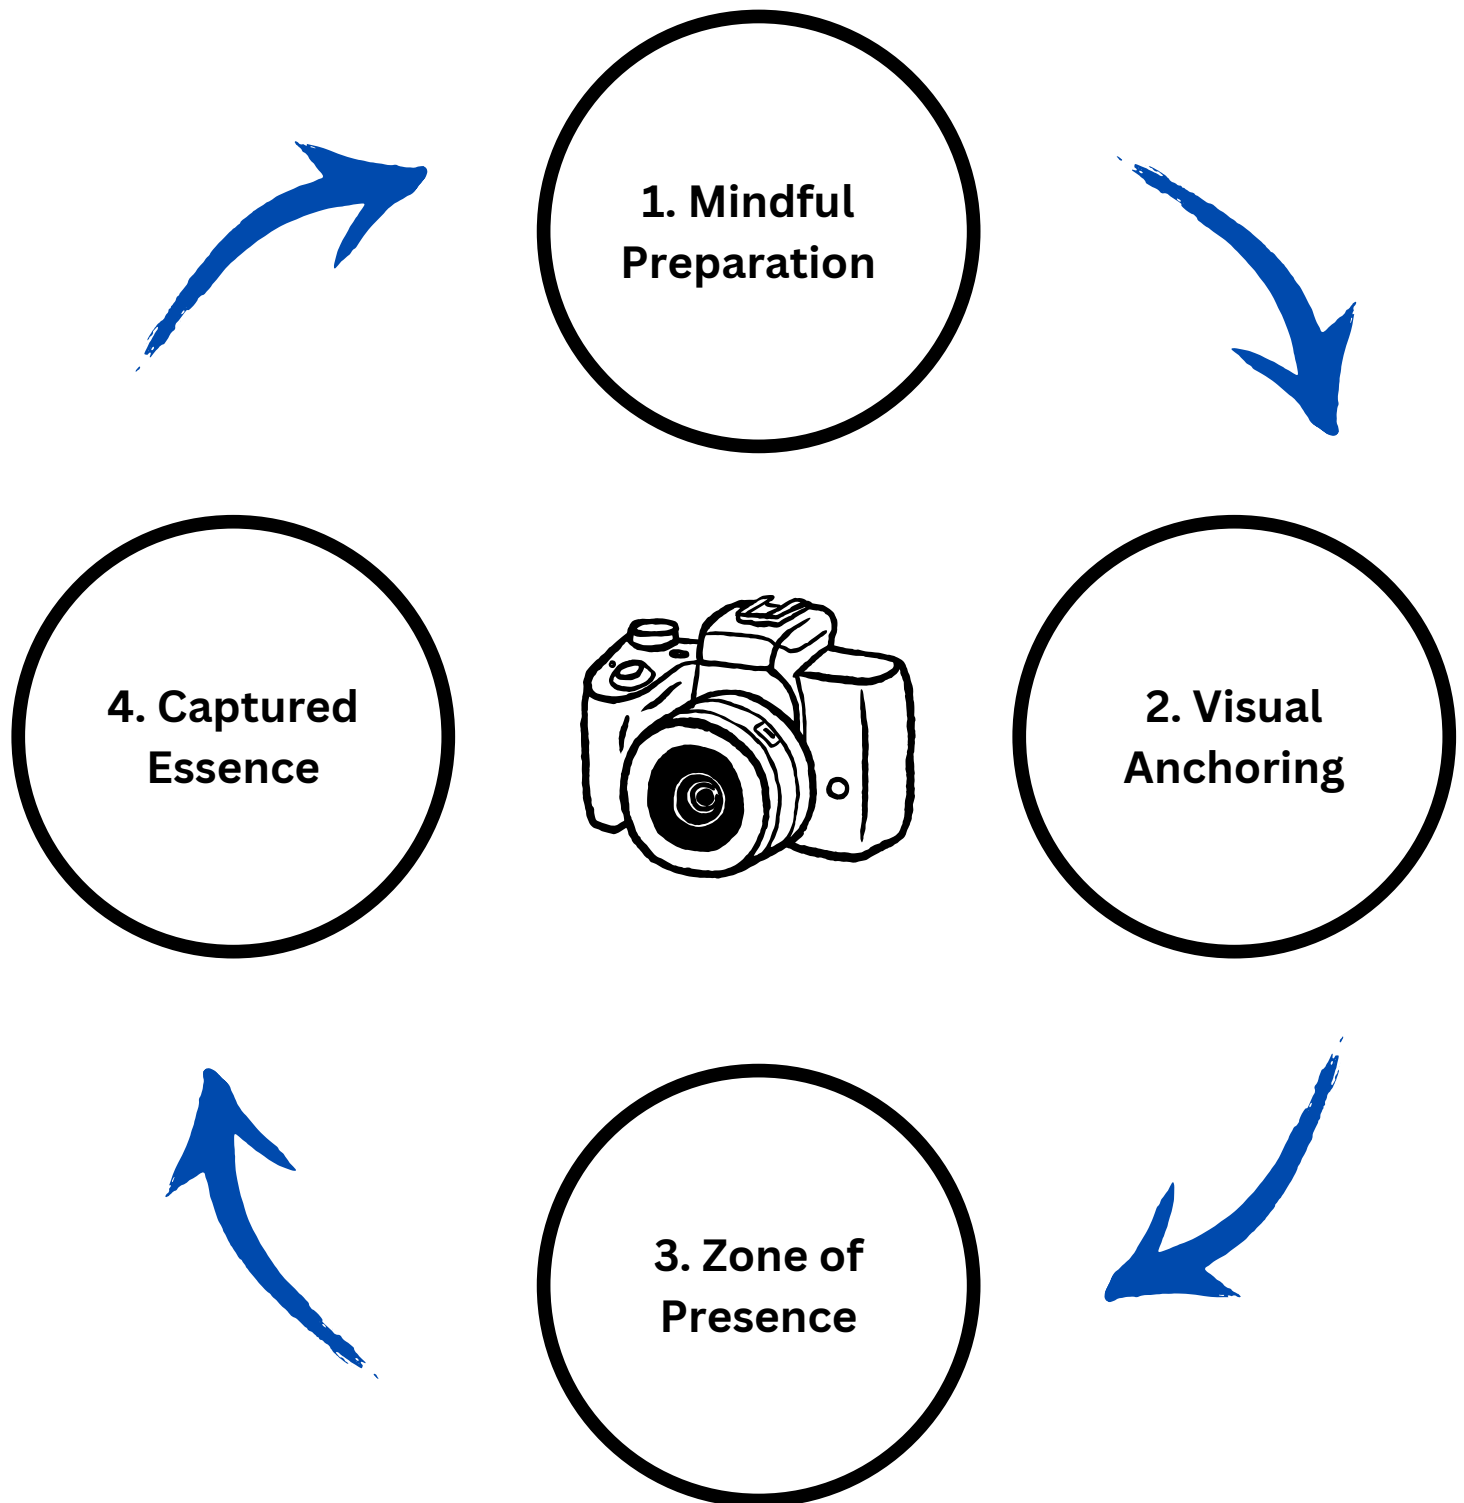 1. Mindful
Preparation
2. Visual
Anchoring
3. Zone of
Presence
4. Captured
Essence